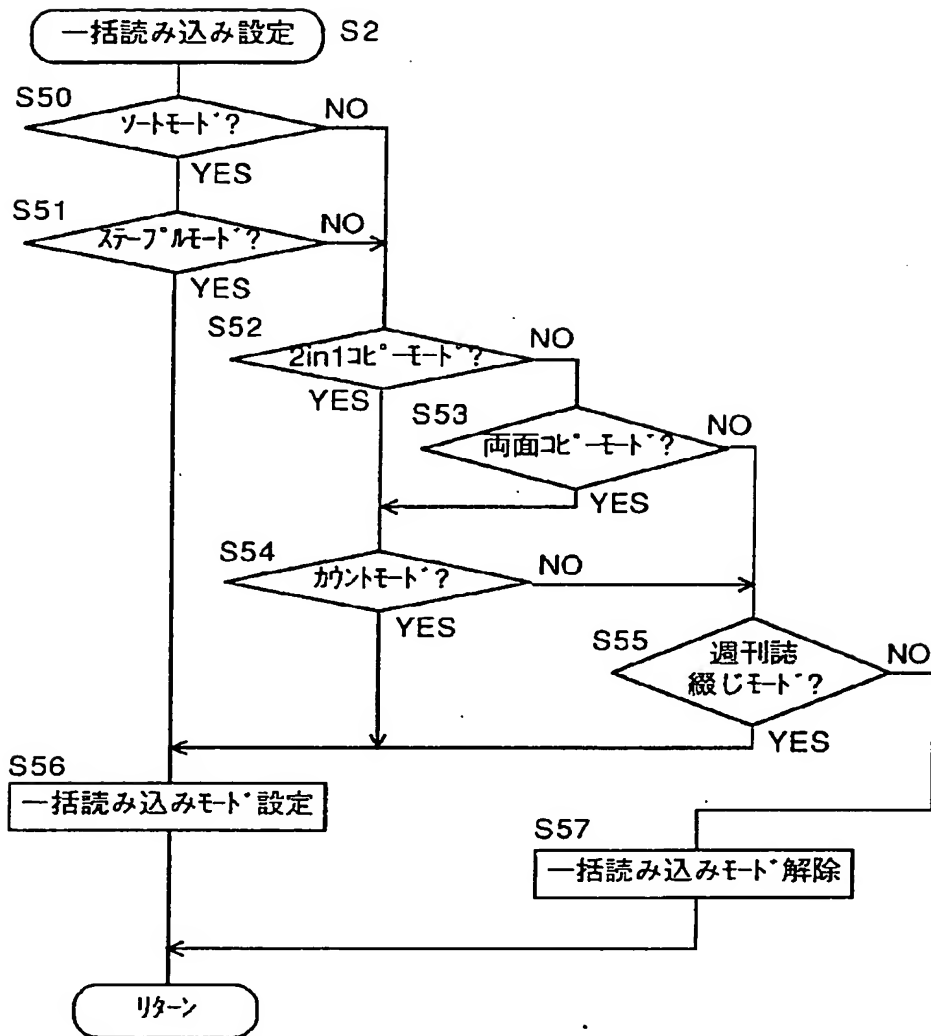 一括読み込み設定 S2
S50
ソートモード?
NO
YES
S51
ステープルモード?
NO
YES
S52
2in1コピーモード?
NO
YES
S53
両面コピーモード?
NO
YES
S54
カウントモード?
NO
YES
S55
週刊誌
綴じモード?
NO
YES
S56
一括読み込みモード設定
S57
一括読み込みモード解除
リターン